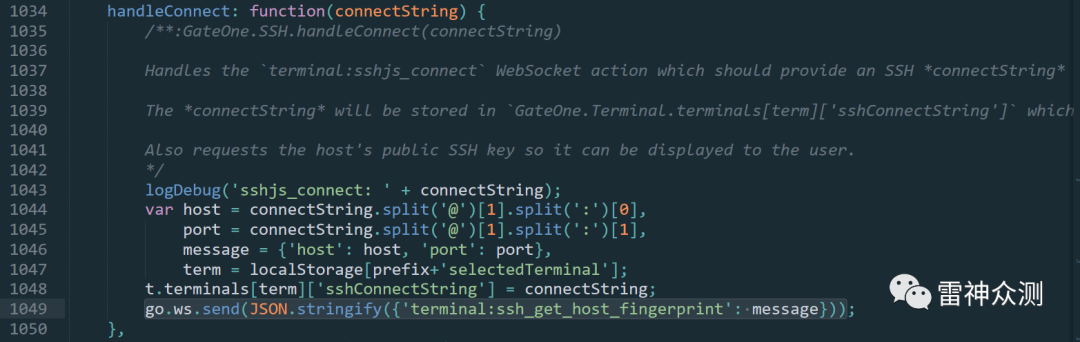 1034 handleConnect: function(connectString) {
1035 /**:GateOne.SSH.handleConnect(connectString)
1036
1037 Handles the `terminal:sshjs_connect` WebSocket action which should provide an SSH *connectString*
1038
1039 The *connectString* will be stored in `GateOne.Terminal.terminals[term]['sshConnectString']` which
1040
1041 Also requests the host's public SSH key so it can be displayed to the user.
1042 */
1043 logDebug('sshjs_connect: ' + connectString);
1044 var host = connectString.split('@')[1].split(':')[0],
1045 port = connectString.split('@')[1].split(':')[1],
1046 message = {'host': host, 'port': port},
1047 term = localStorage[prefix+'selectedTerminal'];
1048 t.terminals[term]['sshConnectString'] = connectString;
1049 go.ws.send(JSON.stringify({'terminal:ssh_get_host_fingerprint': message}));
1050 },
雷神众测